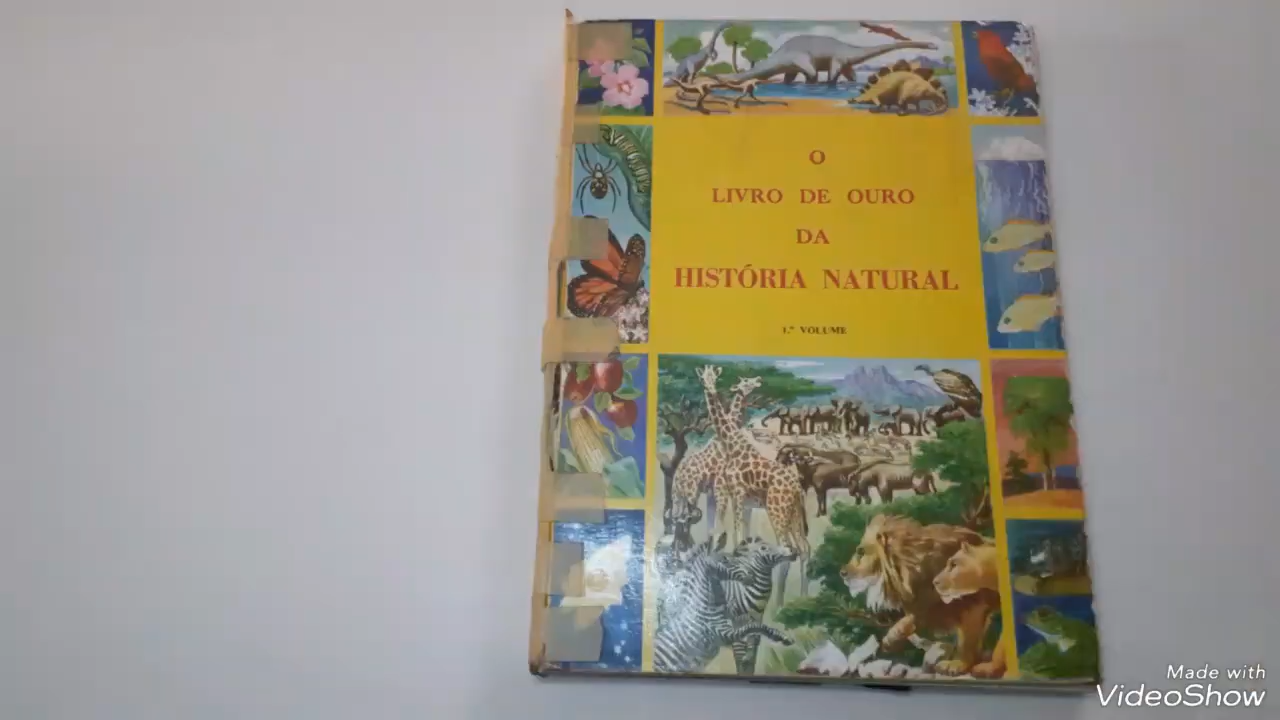 O
LIVRO DE OURO
DA
HISTÓRIA NATURAL
1.º VOLUME
Made with
VideoShow